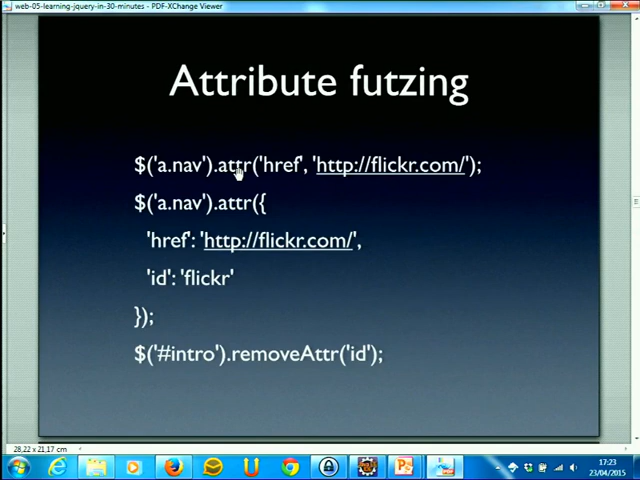 web-05-learning-jquery-in-30-minutes - PDF-XChange Viewer
Attribute futzing
$('a.nav').attr('href', 'http://flickr.com/');
$('a.nav').attr({
'href': 'http://flickr.com/',
'id': 'flickr'
});
$('#intro').removeAttr('id');
28,22 x 21,17 cm
17:23
23/04/2015